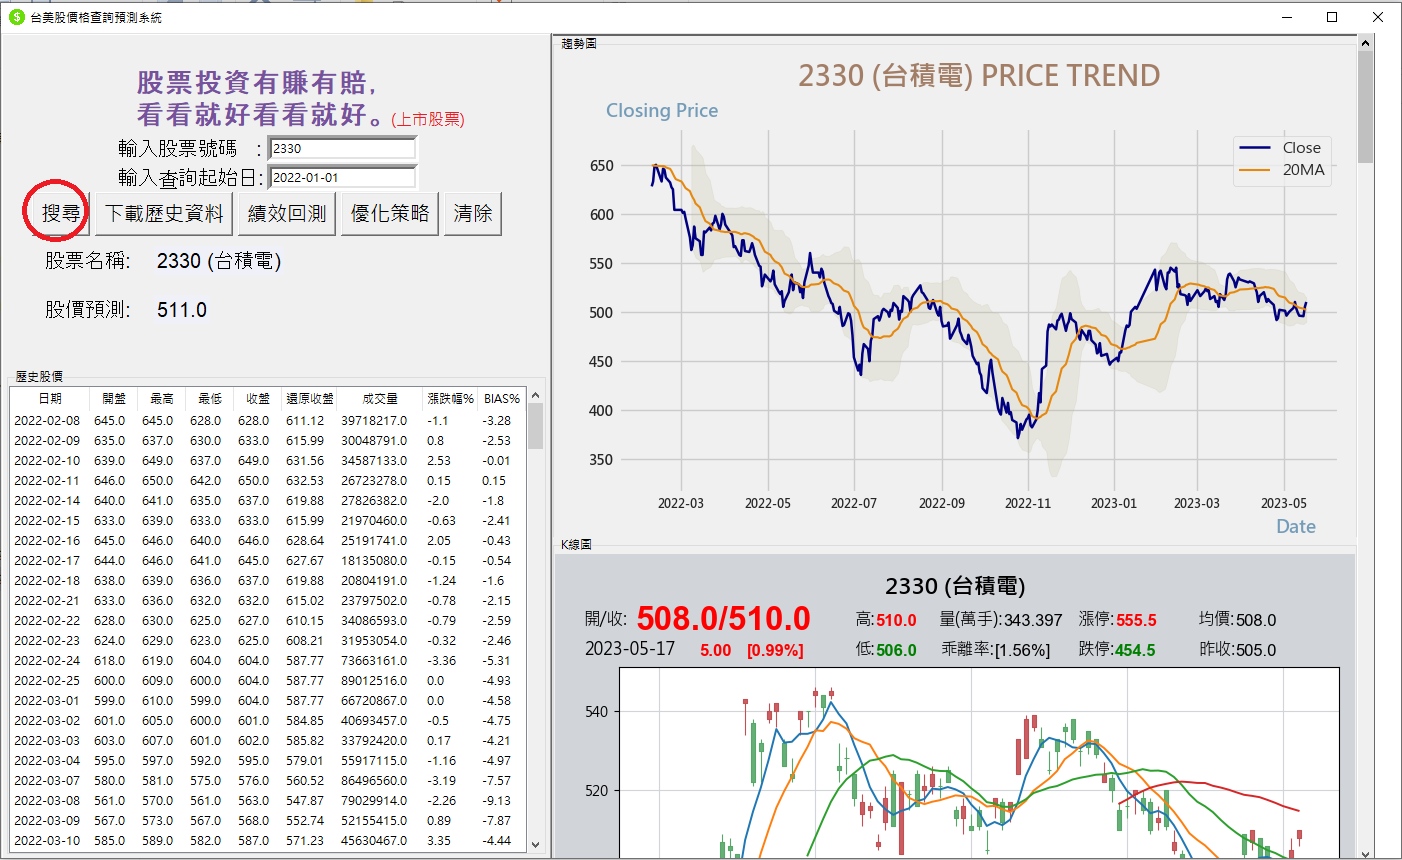 台美股價格查詢預測系統
股票投資有賺有賠,
看看就好看看就好。(上市股票)
輸入股票號碼 : 2330
輸入查詢起始日: 2022-01-01
搜尋 下載歷史資料 績效回測 優化策略 清除
股票名稱: 2330 (台積電)
股價預測: 511.0
歷史股價
日期 開盤 最高 最低 收盤 還原收盤 成交量 漲跌幅% BIAS%
2022-02-08 645.0 645.0 628.0 628.0 611.12 39718217.0 -1.1 -3.28
2022-02-09 635.0 637.0 630.0 633.0 615.99 30048791.0 0.8 -2.53
2022-02-10 639.0 649.0 637.0 649.0 631.56 34587133.0 2.53 -0.01
2022-02-11 646.0 650.0 642.0 650.0 632.53 26723278.0 0.15 0.15
2022-02-14 640.0 641.0 635.0 637.0 619.88 27826382.0 -2.0 -1.8
2022-02-15 633.0 639.0 633.0 633.0 615.99 21970460.0 -0.63 -2.41
2022-02-16 645.0 646.0 640.0 646.0 628.64 25191741.0 2.05 -0.43
2022-02-17 644.0 646.0 641.0 645.0 627.67 18135080.0 -0.15 -0.54
2022-02-18 638.0 639.0 636.0 637.0 619.88 20804191.0 -1.24 -1.6
2022-02-21 633.0 636.0 632.0 632.0 615.02 23797502.0 -0.78 -2.15
2022-02-22 628.0 630.0 625.0 627.0 610.15 34086593.0 -0.79 -2.59
2022-02-23 624.0 629.0 623.0 625.0 608.21 31953054.0 -0.32 -2.46
2022-02-24 618.0 619.0 604.0 604.0 587.77 73663161.0 -3.36 -5.31
2022-02-25 600.0 609.0 600.0 604.0 587.77 89012516.0 0.0 -4.93
2022-03-01 599.0 610.0 599.0 604.0 587.77 66720867.0 0.0 -4.58
2022-03-02 601.0 605.0 600.0 601.0 584.85 40693457.0 -0.5 -4.75
2022-03-03 603.0 607.0 601.0 602.0 585.82 33792420.0 0.17 -4.21
2022-03-04 595.0 597.0 592.0 595.0 579.01 55917115.0 -1.16 -4.97
2022-03-07 580.0 581.0 575.0 576.0 560.52 86496560.0 -3.19 -7.57
2022-03-08 561.0 570.0 561.0 563.0 547.87 79029914.0 -2.26 -9.13
2022-03-09 567.0 573.0 567.0 568.0 552.74 52155415.0 0.89 -7.87
2022-03-10 585.0 589.0 582.0 587.0 571.23 45630467.0 3.35 -4.44
趨勢圖
2330 (台積電) PRICE TREND
Closing Price
Close
20MA
650
600
550
500
450
400
350
2022-03 2022-05 2022-07 2022-09 2022-11 2023-01 2023-03 2023-05
Date
K線圖
2330 (台積電)
開/收: 508.0/510.0 高:510.0 量(萬手):343.397 漲停:555.5 均價:508.0
2023-05-17 5.00 [0.99%] 低:506.0 乖離率:[1.56%] 跌停:454.5 昨收:505.0
540
520